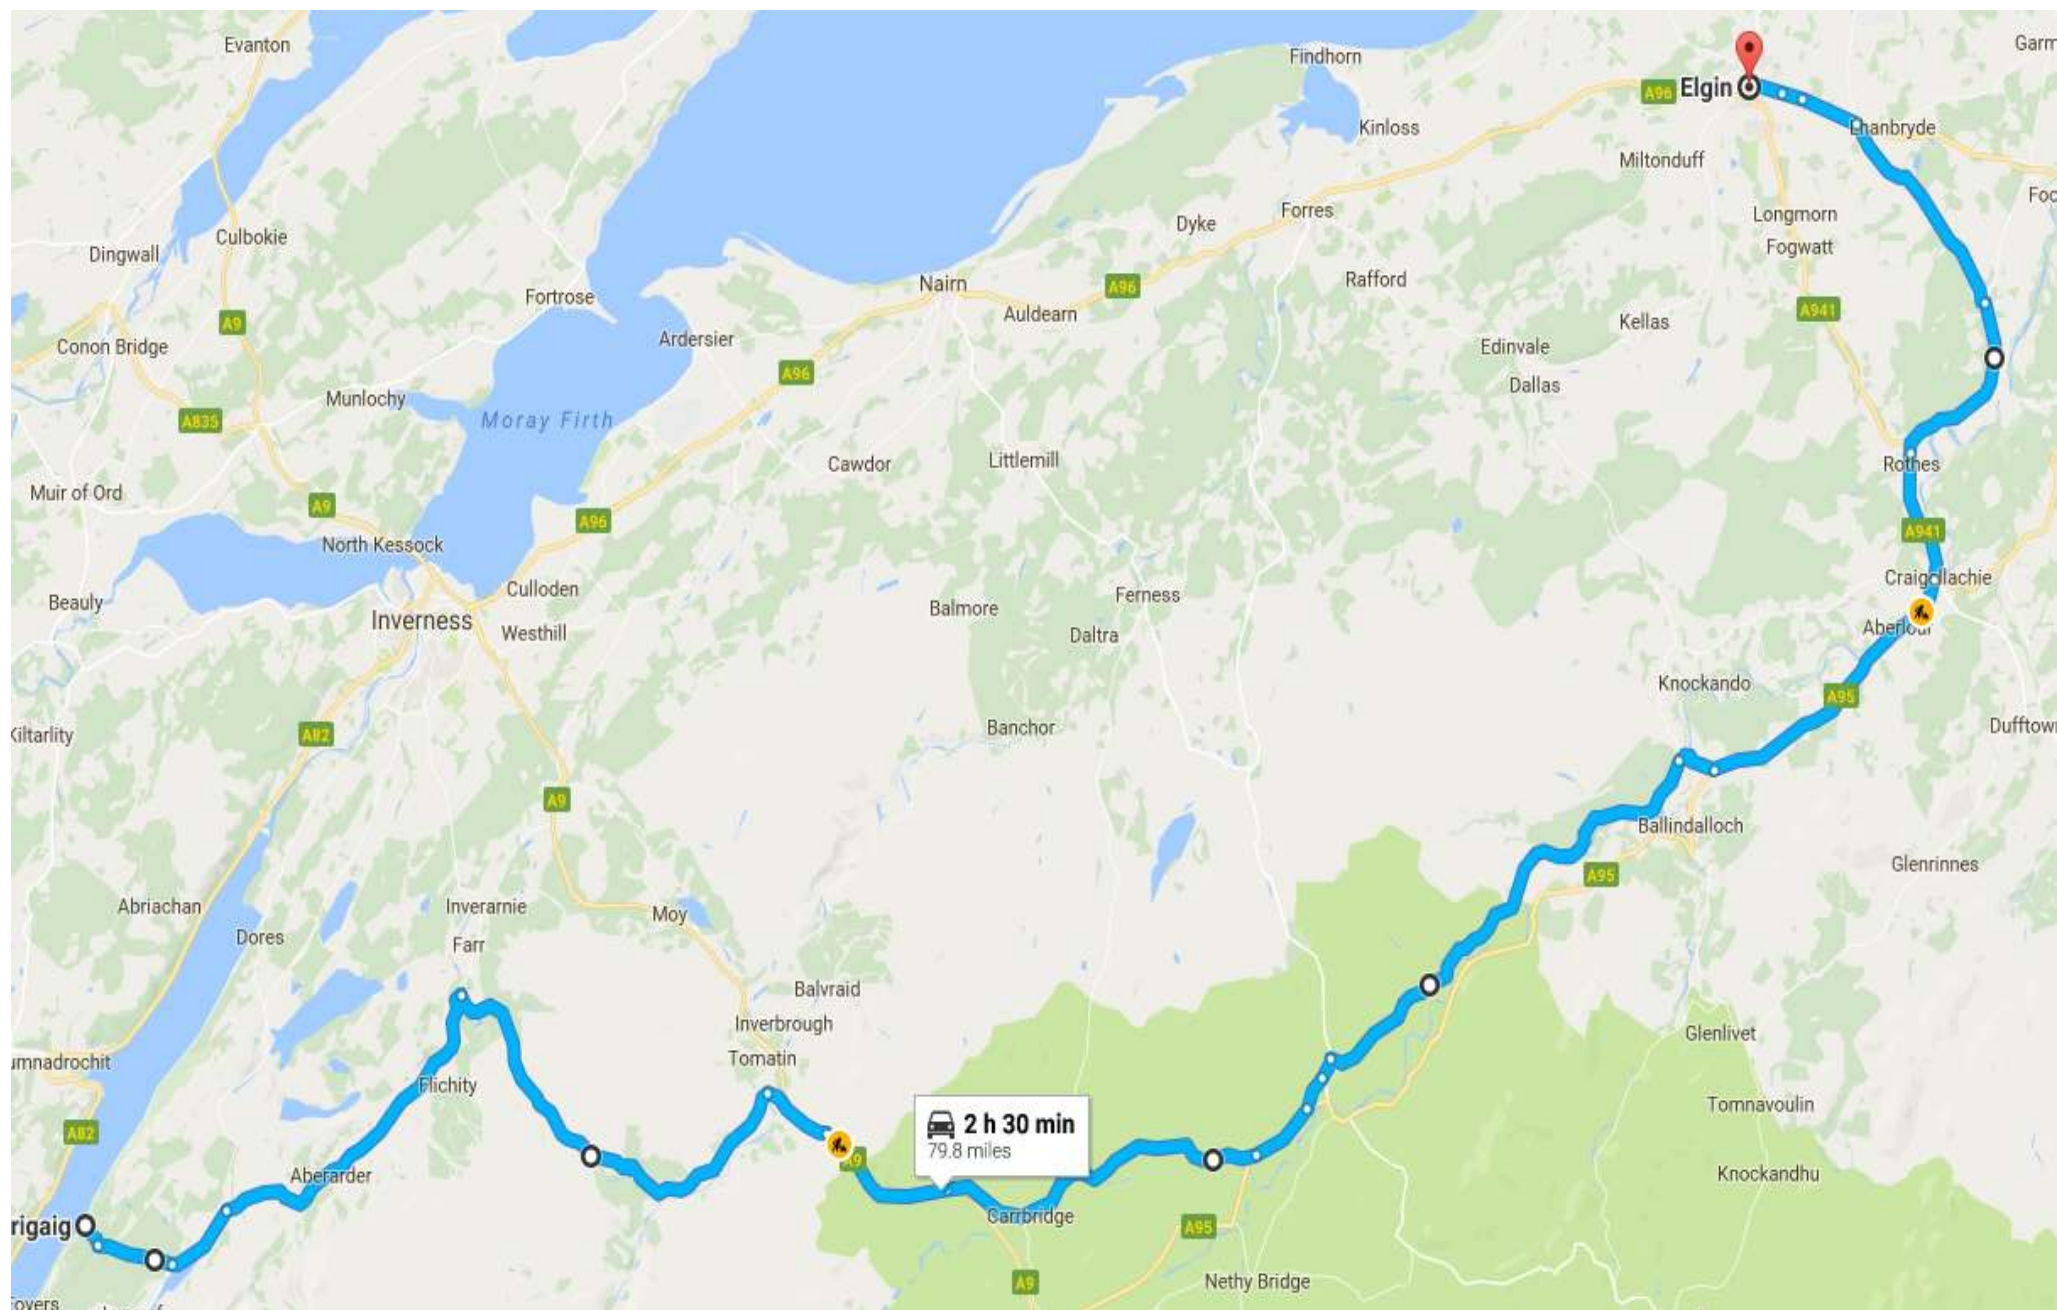 Evanton
Findhorn
Garm
A96
Elgin
Kinloss
Lhanbryde
Miltonduff
Foc
Forres
Longmorn
Dyke
Culbokie
Fogwatt
Dingwall
Rafford
Nairn
A96
Fortrose
Auldearn
A941
A9
Kellas
Ardersier
Conon Bridge
Edinvale
A96
Dallas
Munlochy
A835
Moray Firth
Littlemill
Cawdor
Rothes
Muir of Ord
A9
A96
A941
North Kessock
Craigellachie
Culloden
Ferness
Beauly
Balmore
Inverness
Westhill
Daltra
Aberlour
Knockando
A95
Banchor
Dufftown
A82
Kiltarlity
A9
Ballindalloch
Glenrinnes
A95
Abriachan
Inverarnie
Moy
Dores
Farr
Balvraid
Inverbrough
Glenlivet
Tomatin
umnadrochit
Flichity
Tomnavoulin
2 h 30 min
79.8 miles
A82
A9
Aberarder
Knockandhu
Carrbridge
rigaig
A95
Nethy Bridge
A9
oyers